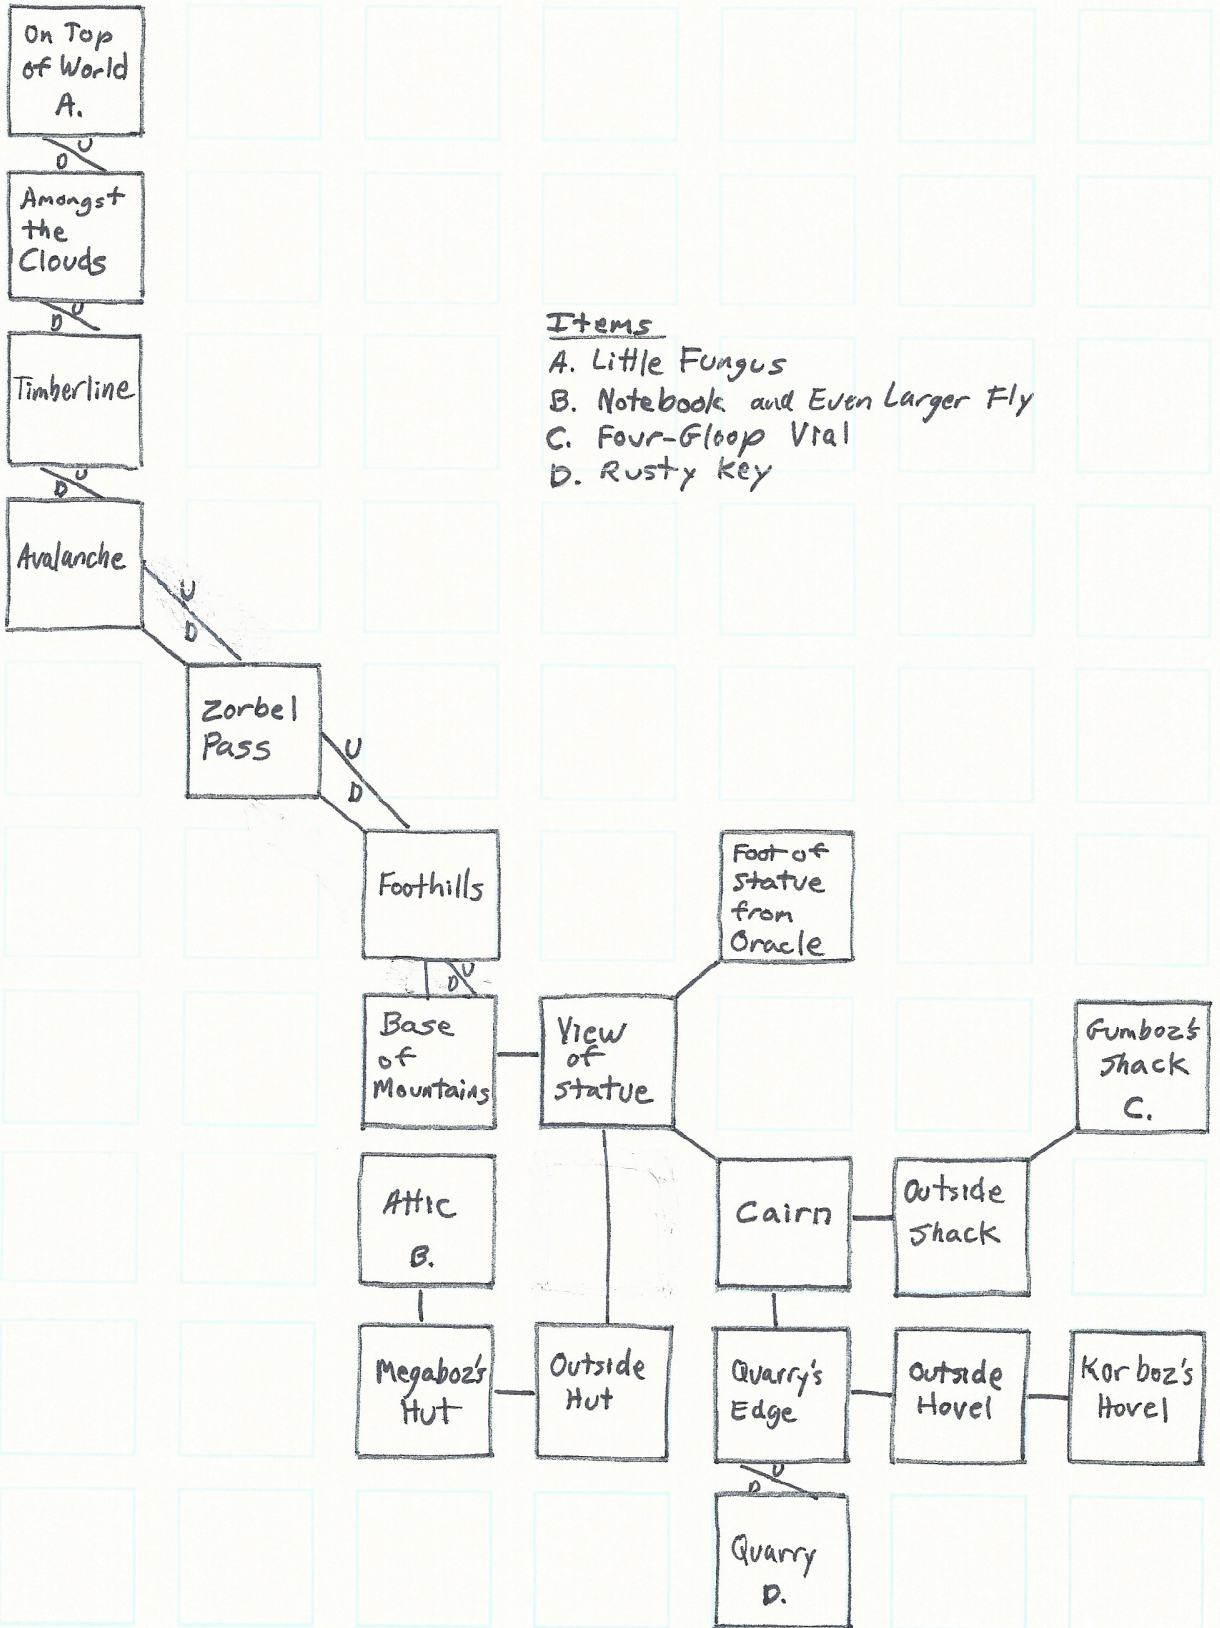 On Top
of World
A.
U
D
Amongst
the
Clouds
U
D
Timberline
U
D
Avalanche
U
D
Zorbel
Pass
U
D
Foothills
U
D
Base
of
Mountains
View
of
Statue
Foot of
Statue
from
Oracle
Gumboz's
Shack
C.
Attic
B.
Cairn
Outside
Shack
Megaboz's
Hut
Outside
Hut
Quarry's
Edge
Outside
Hovel
Korboz's
Hovel
U
D
Quarry
D.
Items
A. Little Fungus
B. Notebook and Even Larger Fly
C. Four-Gloop Vial
D. Rusty Key